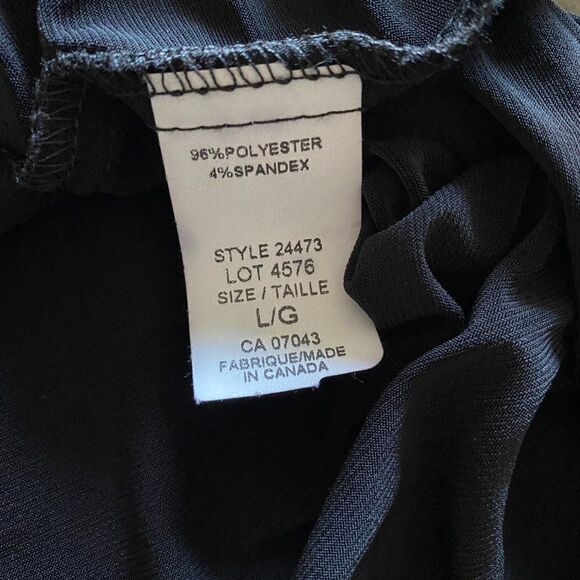 96%POLYESTER
4%SPANDEX
STYLE 24473
LOT 4576
SIZE / TAILLE
L/G
CA 07043
FABRIQUE/MADE
IN CANADA